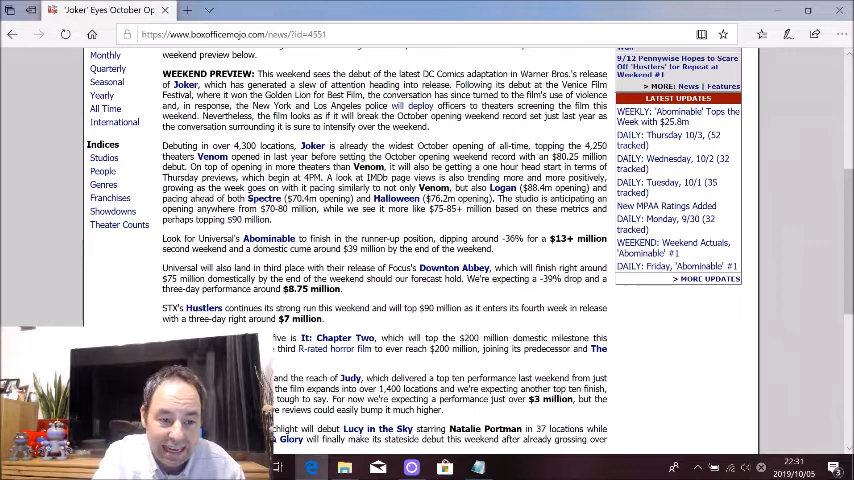 'Joker' Eyes October Op
https://www.boxofficemojo.com/news/?id=4551
Monthly
Quarterly
Seasonal
Yearly
All Time
International
Indices
Studios
People
Genres
Franchises
Showdowns
Theater Counts
weekend preview below.
WEEKEND PREVIEW: This weekend sees the debut of the latest DC Comics adaptation in Warner Bros.'s release
of Joker, which has generated a slew of attention heading into release. Following its debut at the Venice Film
Festival, where it won the Golden Lion for Best Film, the conversation has since turned to the film's use of violence
and, in response, the New York and Los Angeles police will deploy officers to theaters screening the film this
weekend. Nevertheless, the film looks as if it will break the October opening weekend record set just last year as
the conversation surrounding it is sure to intensify over the weekend.
Debuting in over 4,300 locations, Joker is already the widest October opening of all-time, topping the 4,250
theaters Venom opened in last year before setting the October opening weekend record with an $80.25 million
debut. On top of opening in more theaters than Venom, it will also be getting a one hour head start in terms of
Thursday previews, which begin at 4PM. A look at IMDb page views is also trending more and more positively,
growing as the week goes on with it pacing similarly to not only Venom, but also Logan ($88.4m opening) and
pacing ahead of both Spectre ($70.4m opening) and Halloween ($76.2m opening). The studio is anticipating an
opening anywhere from $70-80 million, while we see it more like $75-85+ million based on these metrics and
perhaps topping $90 million.
Look for Universal's Abominable to finish in the runner-up position, dipping around -36% for a $13+ million
second weekend and a domestic cume around $39 million by the end of the weekend.
Universal will also land in third place with their release of Focus's Downton Abbey, which will finish right around
$75 million domestically by the end of the weekend should our forecast hold. We're expecting a -39% drop and a
three-day performance around $8.75 million.
STX's Hustlers continues its strong run this weekend and will top $90 million as it enters its fourth week in release
with a three-day right around $7 million.
five is It: Chapter Two, which will top the $200 million domestic milestone this
third R-rated horror film to ever reach $200 million, joining its predecessor and The
and the reach of Judy, which delivered a top ten performance last weekend from just
the film expands into over 1,400 locations and we're expecting another top ten finish,
tough to say. For now we're expecting a performance just over $3 million, but the
reviews could easily bump it much higher.
will debut Lucy in the Sky starring Natalie Portman in 37 locations while
& Glory will finally make its stateside debut this weekend after already grossing over
9/12 Pennywise Hopes to Scare
Off 'Hustlers' for Repeat at
Weekend #1
> MORE: News | Features
LATEST UPDATES
WEEKLY: 'Abominable' Tops the
Week with $25.8m
DAILY: Thursday 10/3, (52
tracked)
DAILY: Wednesday, 10/2 (32
tracked)
DAILY: Tuesday, 10/1 (35
tracked)
New MPAA Ratings Added
DAILY: Monday, 9/30 (32
tracked)
WEEKEND: Weekend Actuals,
'Abominable' #1
DAILY: Friday, 'Abominable' #1
> MORE UPDATES
22:31
2019/10/05